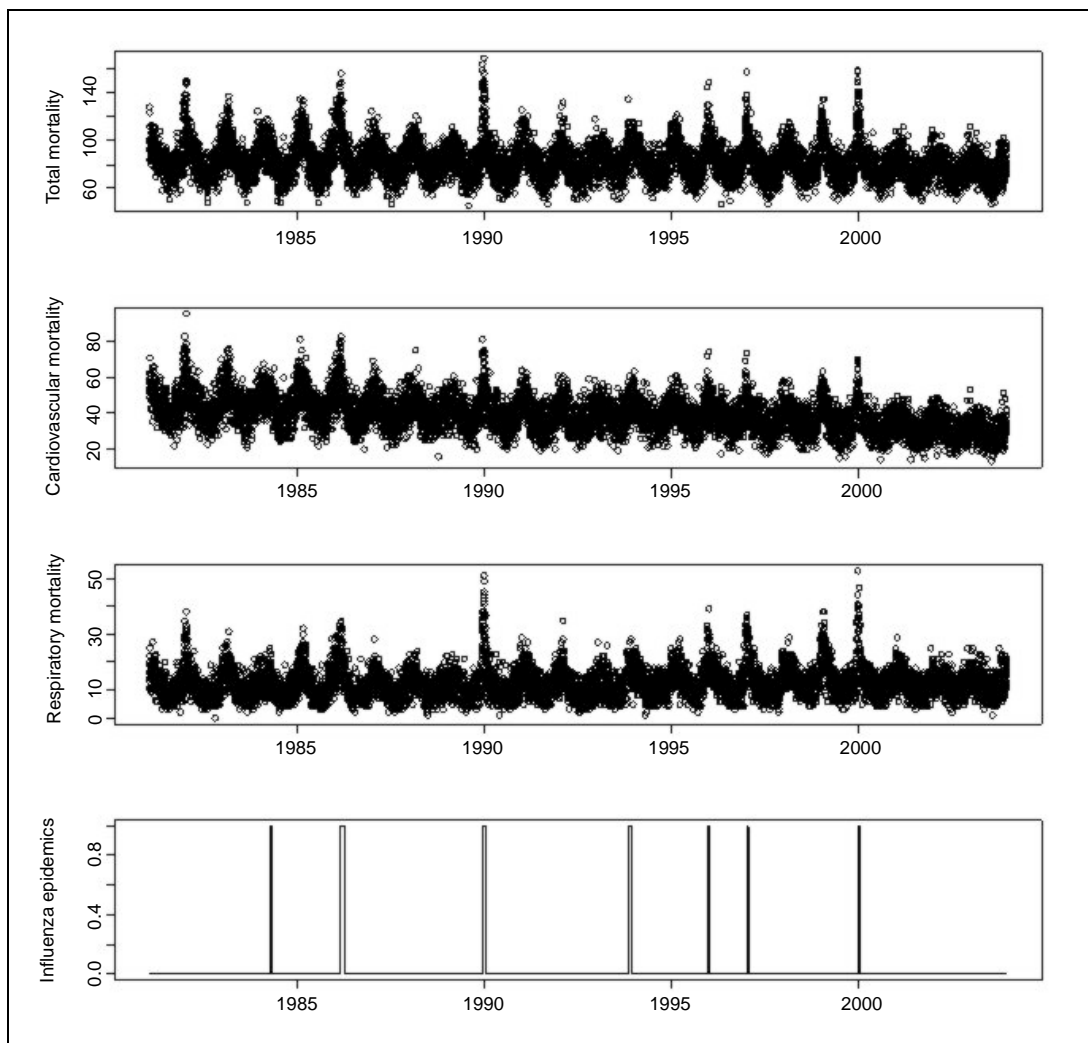 Total mortality
140
100
60
1985 1990 1995 2000
Cardiovascular mortality
80
60
40
20
1985 1990 1995 2000
Respiratory mortality
50
30
10
0
1985 1990 1995 2000
Influenza epidemics
0.8
0.4
0.0
1985 1990 1995 2000